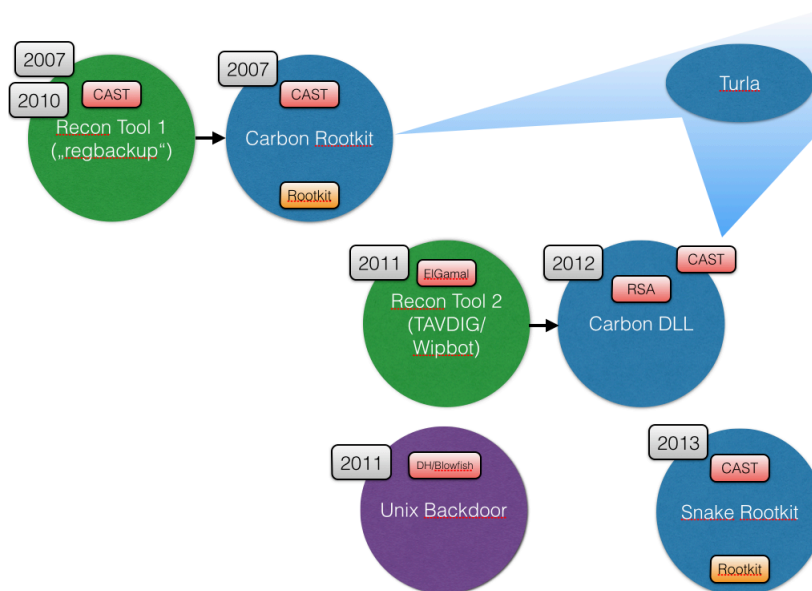 2007
2010
CAST
Recon Tool 1
(„regbackup“)
2007
CAST
Carbon Rootkit
Rootkit
Turla
2011
ElGamal
Recon Tool 2
(TAVDIG/
Wipbot)
2012
CAST
RSA
Carbon DLL
2011
DH/Blowfish
Unix Backdoor
2013
CAST
Snake Rootkit
Rootkit